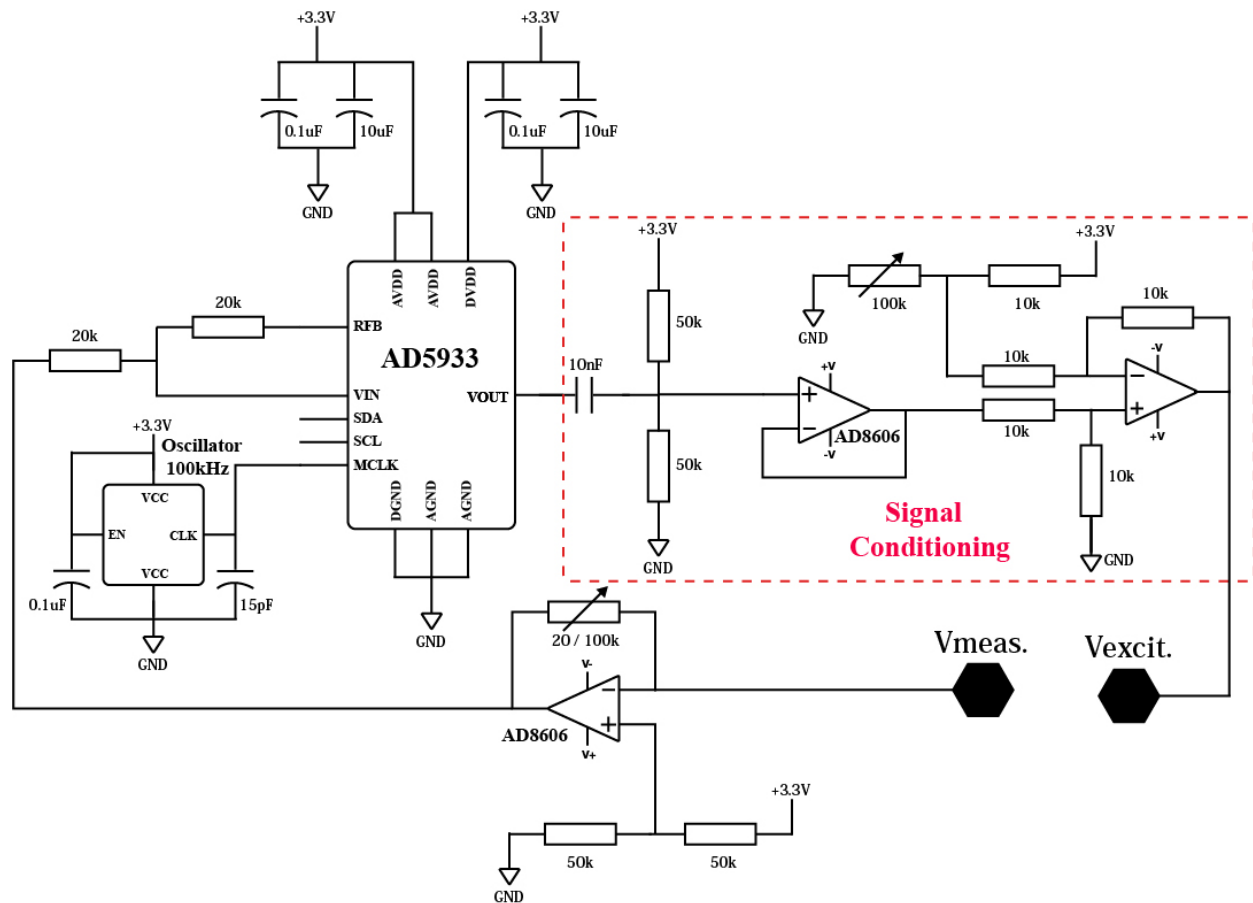 +3.3V
+3.3V
0.1uF
10uF
0.1uF
10uF
GND
GND
+3.3V
+3.3V
AVDD
AVDD
DVDD
100k
10k
10k
GND
20k
20k
RFB
50k
AD5933
10nF
10k
-v
−
+
+v
VIN
VOUT
+v
+
−
AD8606
-v
10k
SDA
SCL
MCLK
+3.3V
Oscillator
100kHz
50k
10k
VCC
EN
CLK
VCC
DGND
AGND
AGND
Signal
Conditioning
GND
GND
0.1uF
15pF
GND
GND
20 / 100k
Vmeas.
Vexcit.
v-
−
+
AD8606
v+
+3.3V
50k
50k
GND